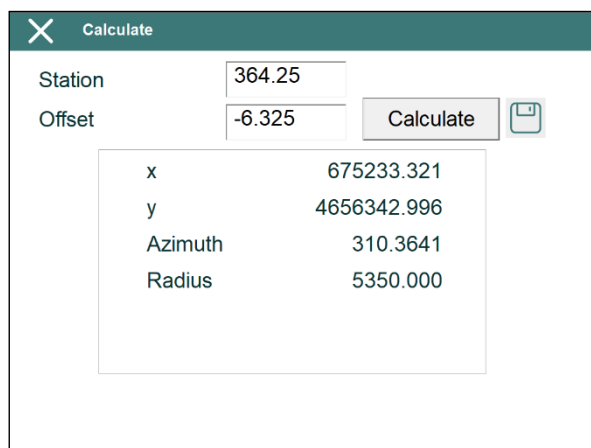 Calculate
Station 364.25
Offset -6.325 Calculate
x 675233.321
y 4656342.996
Azimuth 310.3641
Radius 5350.000